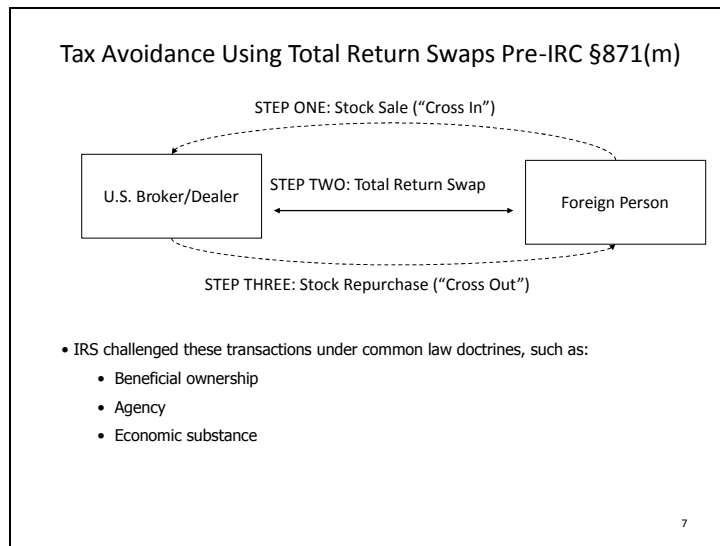 Tax Avoidance Using Total Return Swaps Pre-IRC §871(m)
STEP ONE: Stock Sale (“Cross In”)
U.S. Broker/Dealer
STEP TWO: Total Return Swap
Foreign Person
STEP THREE: Stock Repurchase (“Cross Out”)
• IRS challenged these transactions under common law doctrines, such as:
• Beneficial ownership
• Agency
• Economic substance
7